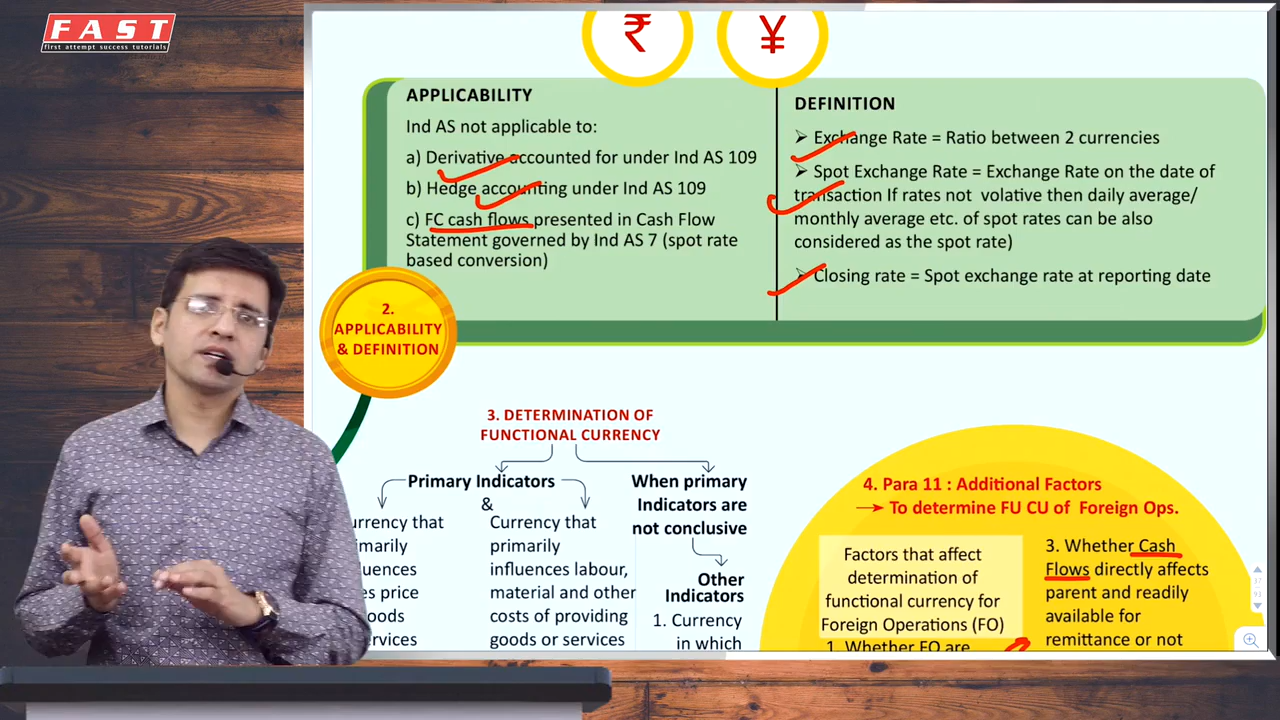 FAST
first attempt success tutorials
₹
¥
APPLICABILITY
Ind AS not applicable to:
a) Derivative accounted for under Ind AS 109
b) Hedge accounting under Ind AS 109
c) FC cash flows presented in Cash Flow
Statement governed by Ind AS 7 (spot rate
based conversion)
DEFINITION
➢ Exchange Rate = Ratio between 2 currencies
➢ Spot Exchange Rate = Exchange Rate on the date of
transaction If rates not volative then daily average/
monthly average etc. of spot rates can be also
considered as the spot rate)
➢ Closing rate = Spot exchange rate at reporting date
2.
APPLICABILITY
& DEFINITION
3. DETERMINATION OF
FUNCTIONAL CURRENCY
Primary Indicators
&
urrency that
imarily
uences
es price
oods
ervices
Currency that
primarily
influences labour,
material and other
costs of providing
goods or services
When primary
Indicators are
not conclusive
Other
Indicators
1. Currency
in which
4. Para 11 : Additional Factors
→ To determine FU CU of Foreign Ops.
Factors that affect
determination of
functional currency for
Foreign Operations (FO)
1. Whether FO are
3. Whether Cash
Flows directly affects
parent and readily
available for
remittance or not